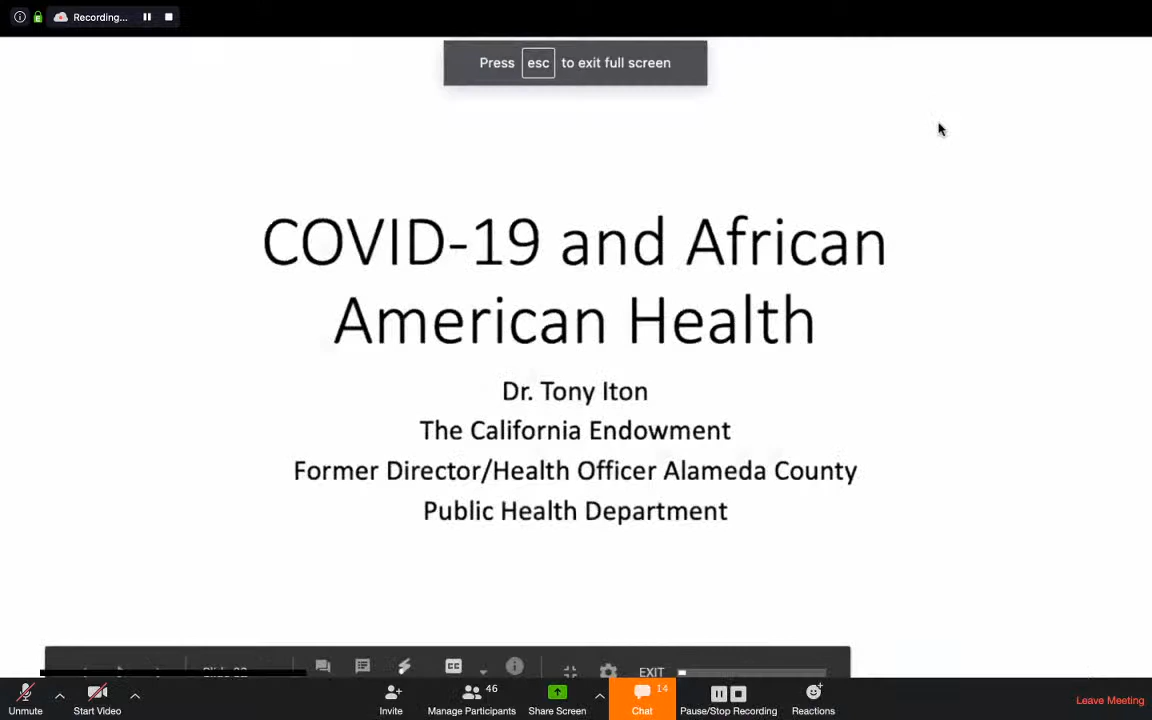 Recording...
Press esc to exit full screen
COVID-19 and African
American Health
Dr. Tony Iton
The California Endowment
Former Director/Health Officer Alameda County
Public Health Department
CC
EXIT
46
14
Unmute
Start Video
Invite
Manage Participants
Share Screen
Chat
Pause/Stop Recording
Reactions
Leave Meeting